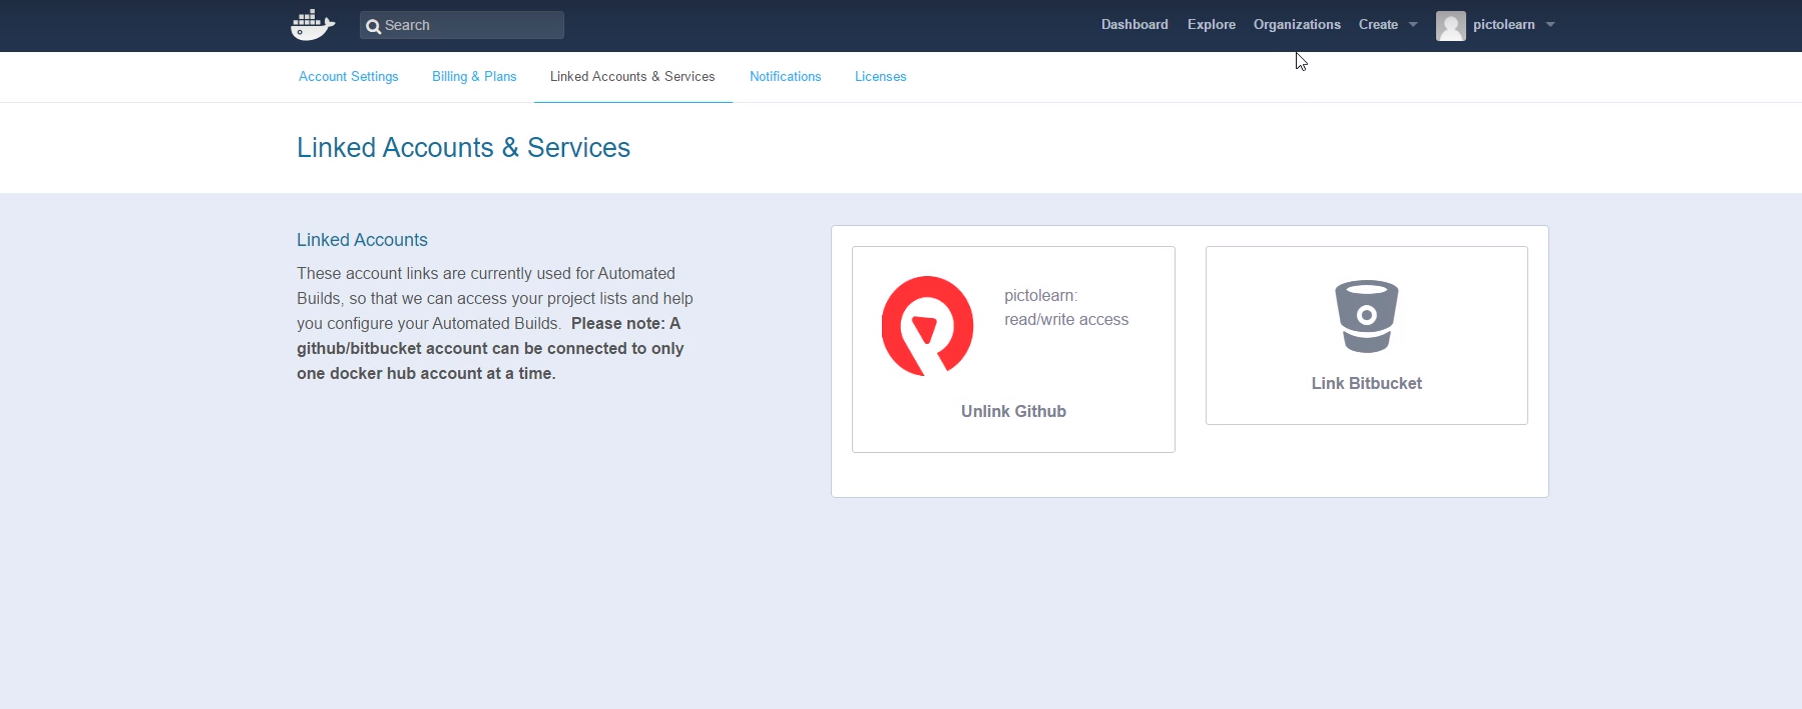 Search
Dashboard Explore Organizations Create pictolearn
Account Settings Billing & Plans Linked Accounts & Services Notifications Licenses
Linked Accounts & Services
Linked Accounts
These account links are currently used for Automated
Builds, so that we can access your project lists and help
you configure your Automated Builds. Please note: A
github/bitbucket account can be connected to only
one docker hub account at a time.
pictolearn:
read/write access
Unlink Github
Link Bitbucket